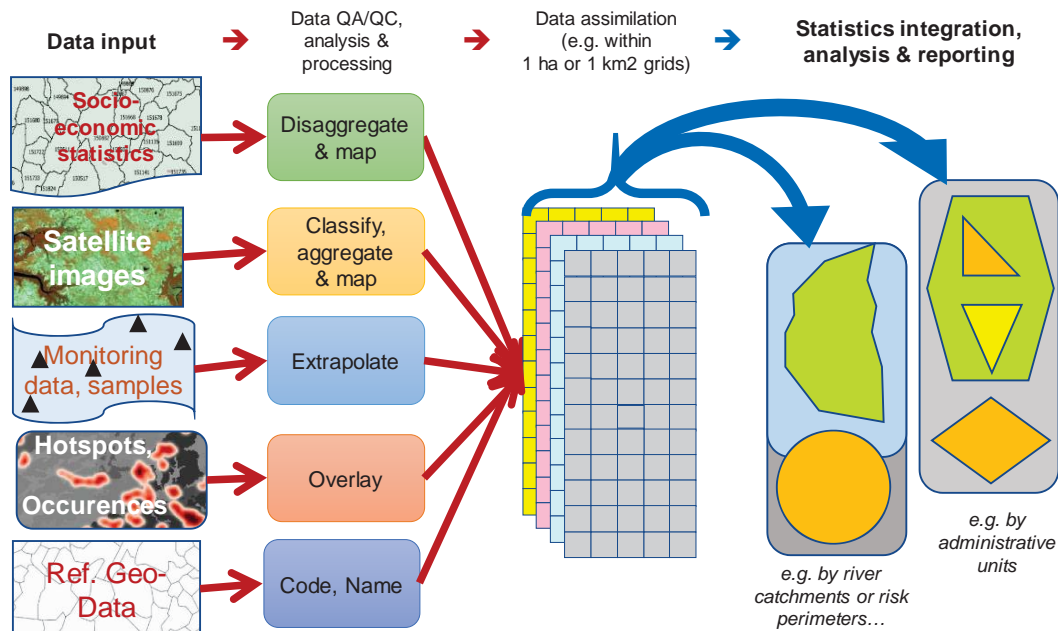 Data input
Data QA/QC,
analysis &
processing
Data assimilation
(e.g. within
1 ha or 1 km2 grids)
Statistics integration,
analysis & reporting
Socio-
economic
statistics
Disaggregate
& map
Satellite
images
Classify,
aggregate
& map
Monitoring
data, samples
Extrapolate
Hotspots,
Occurences
Overlay
Ref. Geo-
Data
Code, Name
e.g. by river
catchments or risk
perimeters…
e.g. by
administrative
units